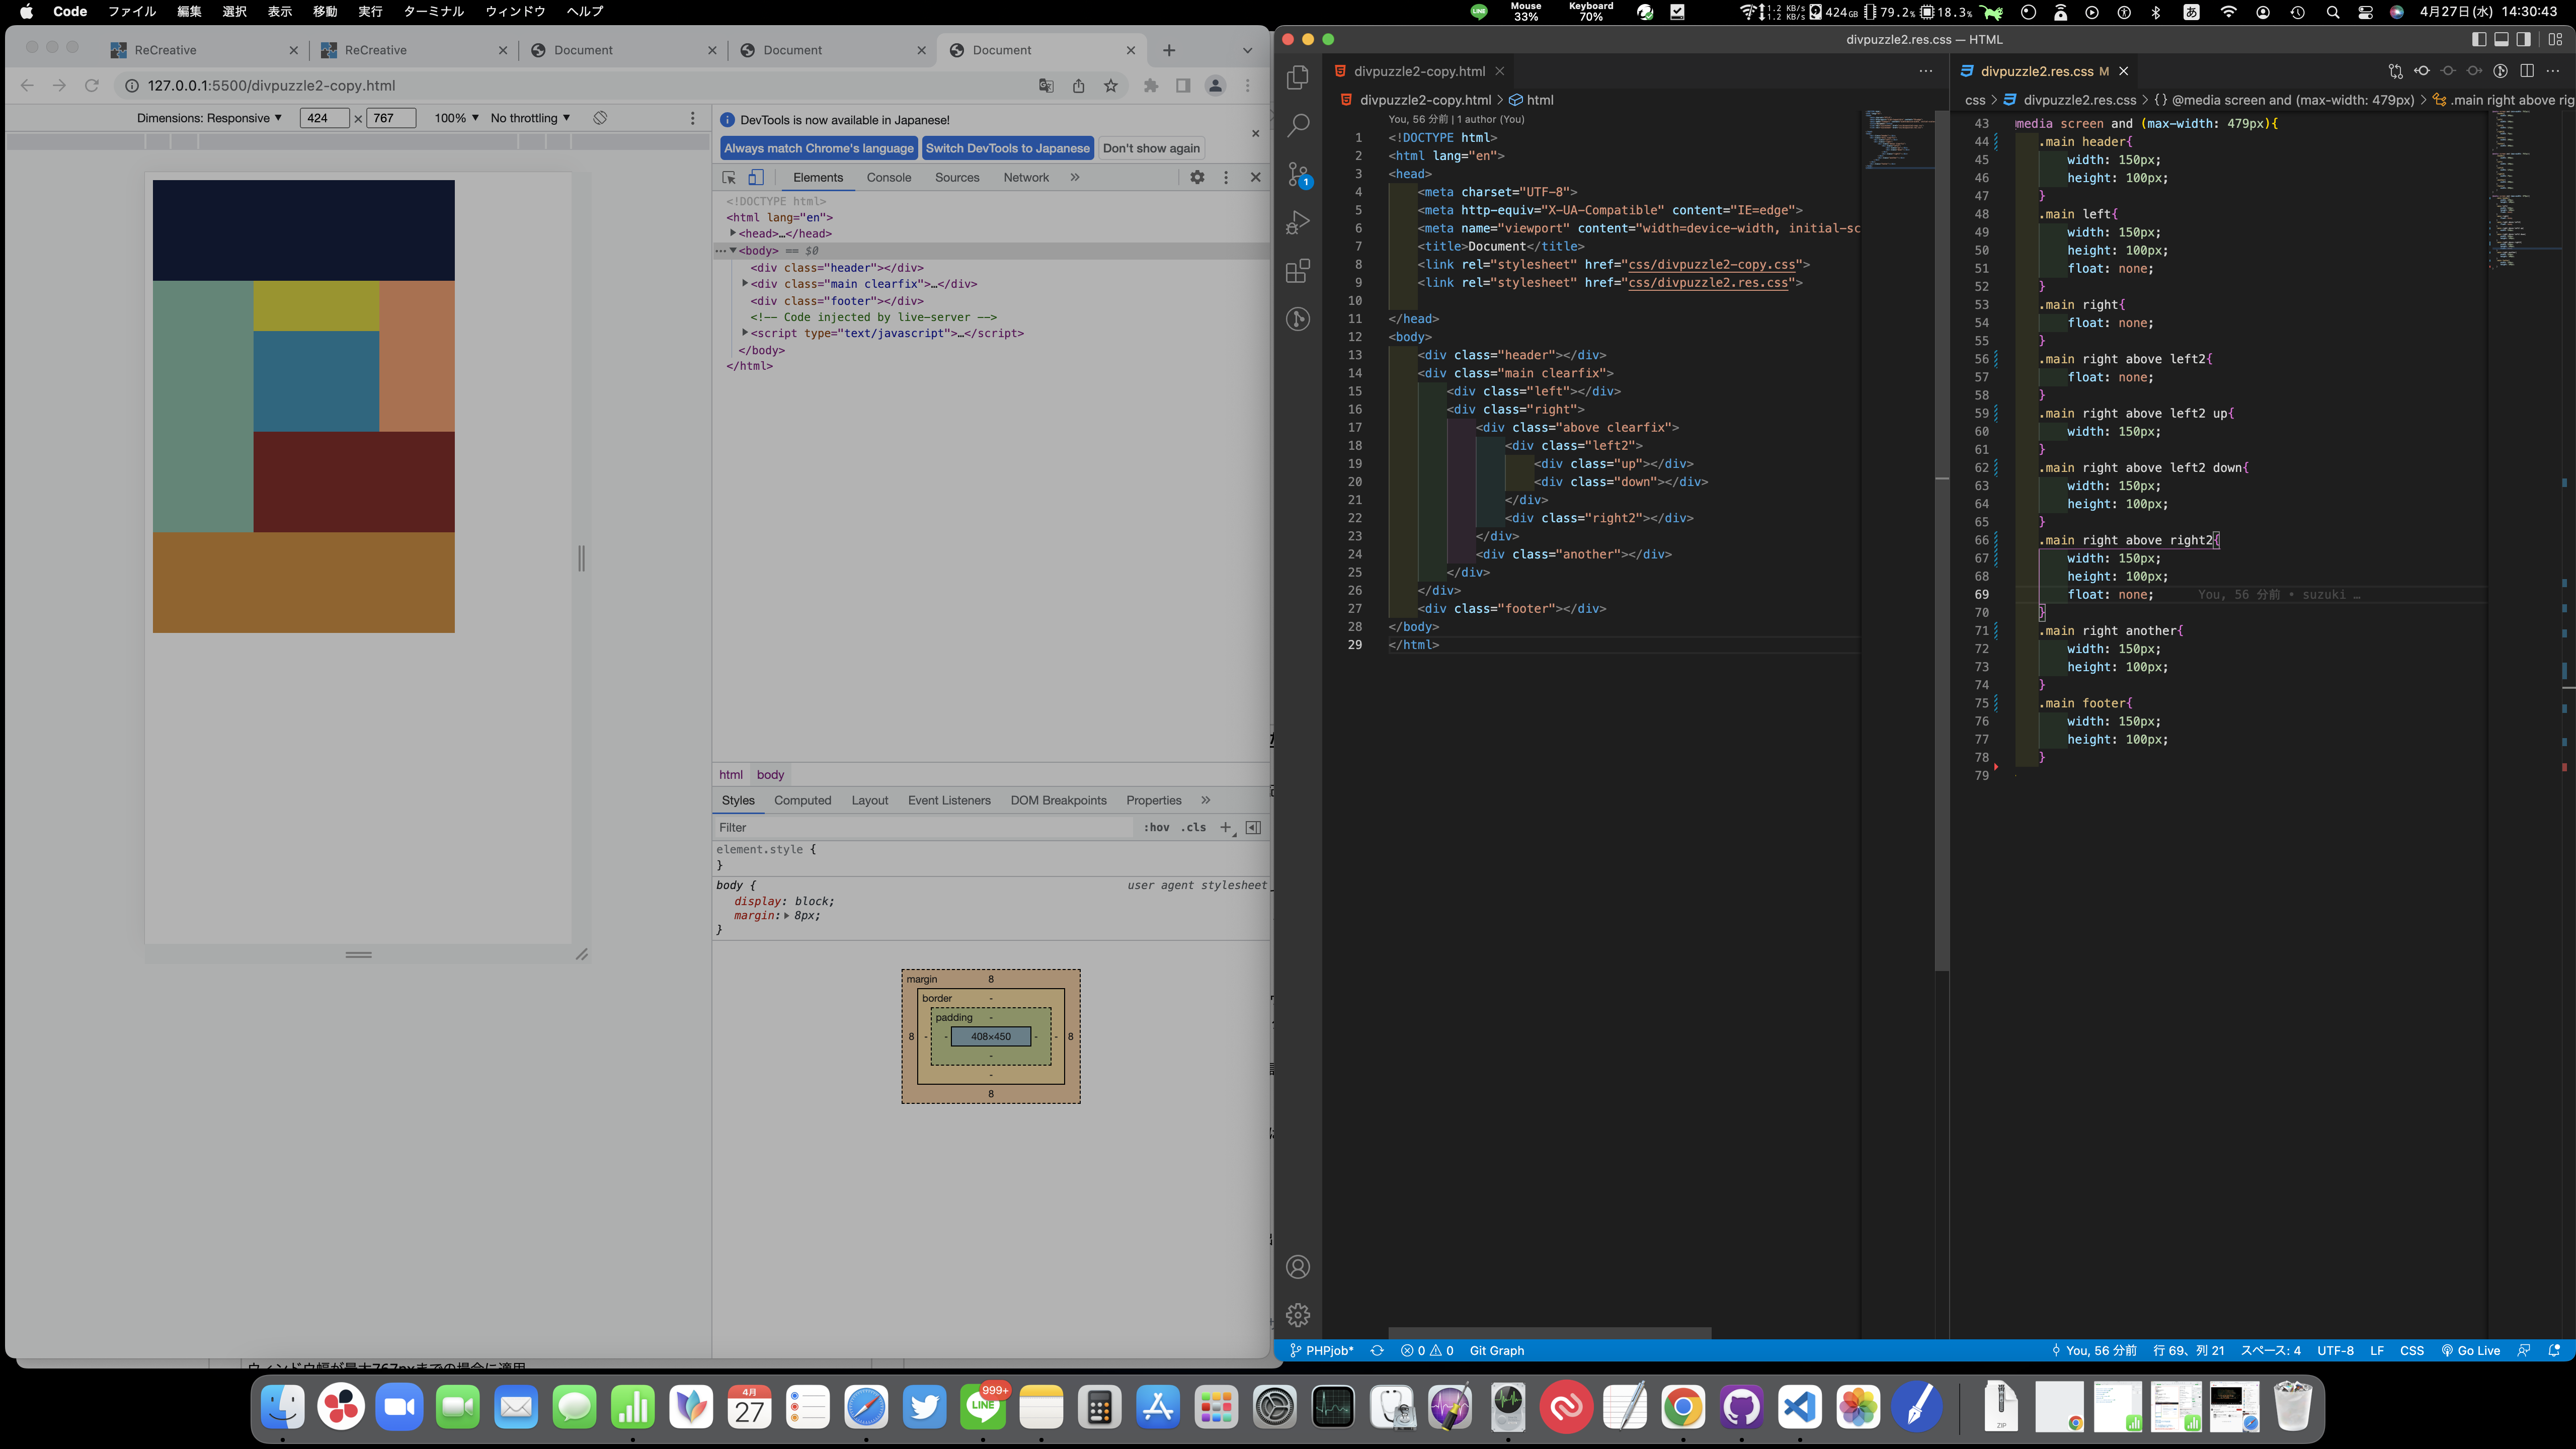 Code ファイル 編集 選択 表示 移動 実行 ターミナル ウィンドウ ヘルプ
LINE Mouse 33% Keyboard 70% 1.2 KB/s 1.2 KB/s 424GB 79.2% 18.3% あ 4月27日(水) 14:30:43
ReCreative ReCreative Document Document Document
127.0.0.1:5500/divpuzzle2-copy.html
Dimensions: Responsive 424 × 767 100% No throttling
DevTools is now available in Japanese!
Always match Chrome's language Switch DevTools to Japanese Don't show again
Elements Console Sources Network
<!DOCTYPE html>
<html lang="en">
<head>…</head>
<body> == $0
<div class="header"></div>
<div class="main clearfix">…</div>
<div class="footer"></div>
<!-- Code injected by live-server -->
<script type="text/javascript">…</script>
</body>
</html>
html body
Styles Computed Layout Event Listeners DOM Breakpoints Properties
Filter :hov .cls
element.style {
}
body { user agent stylesheet
display: block;
margin: 8px;
}
margin 8
border -
padding -
8 - - 408×450 - - 8
-
-
8
ウィンドウ幅が最大767pxまでの場合に適用
divpuzzle2.res.css — HTML
divpuzzle2-copy.html
divpuzzle2-copy.html > html
You, 56 分前 | 1 author (You)
1 <!DOCTYPE html>
2 <html lang="en">
3 <head>
4 <meta charset="UTF-8">
5 <meta http-equiv="X-UA-Compatible" content="IE=edge">
6 <meta name="viewport" content="width=device-width, initial-sc
7 <title>Document</title>
8 <link rel="stylesheet" href="css/divpuzzle2-copy.css">
9 <link rel="stylesheet" href="css/divpuzzle2.res.css">
10
11 </head>
12 <body>
13 <div class="header"></div>
14 <div class="main clearfix">
15 <div class="left"></div>
16 <div class="right">
17 <div class="above clearfix">
18 <div class="left2">
19 <div class="up"></div>
20 <div class="down"></div>
21 </div>
22 <div class="right2"></div>
23 </div>
24 <div class="another"></div>
25 </div>
26 </div>
27 <div class="footer"></div>
28 </body>
29 </html>
divpuzzle2.res.css M
css > divpuzzle2.res.css > {} @media screen and (max-width: 479px) > .main right above rig
43 media screen and (max-width: 479px){
44 .main header{
45 width: 150px;
46 height: 100px;
47 }
48 .main left{
49 width: 150px;
50 height: 100px;
51 float: none;
52 }
53 .main right{
54 float: none;
55 }
56 .main right above left2{
57 float: none;
58 }
59 .main right above left2 up{
60 width: 150px;
61 }
62 .main right above left2 down{
63 width: 150px;
64 height: 100px;
65 }
66 .main right above right2{
67 width: 150px;
68 height: 100px;
69 float: none; You, 56 分前 • suzuki …
70 }
71 .main right another{
72 width: 150px;
73 height: 100px;
74 }
75 .main footer{
76 width: 150px;
77 height: 100px;
78 }
79
1
PHPjob* 0 0 Git Graph You, 56 分前 行 69、列 21 スペース: 4 UTF-8 LF CSS Go Live
4月 27 LINE 999+ ZIP